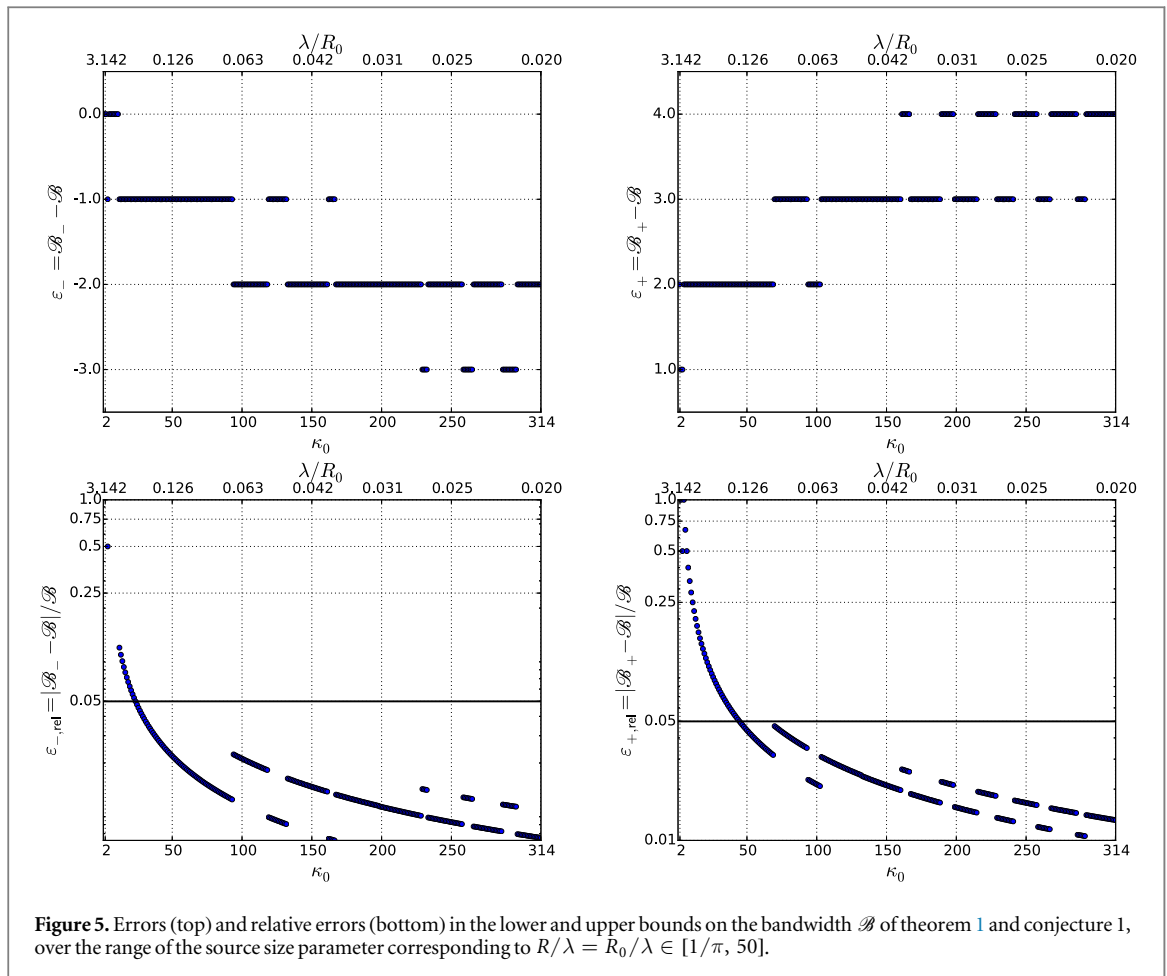 λ/R₀
3.142 0.126 0.063 0.042 0.031 0.025 0.020
0.0
-1.0
-2.0
-3.0
ε₋ = ℬ₋ − ℬ
2 50 100 150 200 250 314
κ₀
λ/R₀
3.142 0.126 0.063 0.042 0.031 0.025 0.020
4.0
3.0
2.0
1.0
ε₊ = ℬ₊ − ℬ
2 50 100 150 200 250 314
κ₀
λ/R₀
3.142 0.126 0.063 0.042 0.031 0.025 0.020
1.0
0.75
0.5
0.25
0.05
ε₋,rel = |ℬ₋ − ℬ|/ℬ
2 50 100 150 200 250 314
κ₀
λ/R₀
3.142 0.126 0.063 0.042 0.031 0.025 0.020
1.0
0.75
0.5
0.25
0.05
0.01
ε₊,rel = |ℬ₊ − ℬ|/ℬ
2 50 100 150 200 250 314
κ₀
Figure 5. Errors (top) and relative errors (bottom) in the lower and upper bounds on the bandwidth ℬ of theorem 1 and conjecture 1,
over the range of the source size parameter corresponding to R/λ = R₀/λ ∈ [1/π, 50].